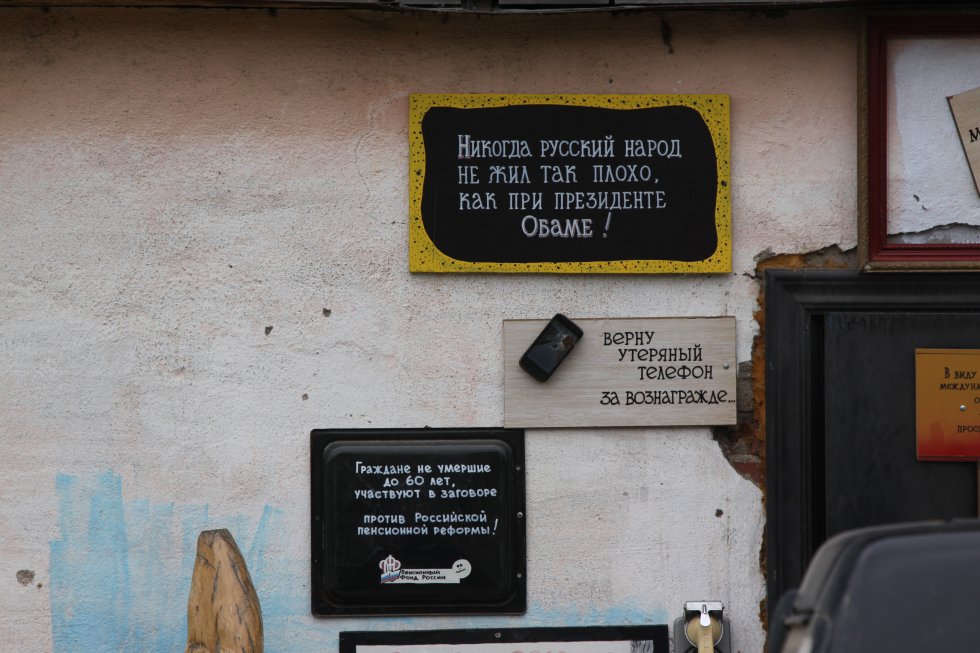 Никогда русский народ
не жил так плохо,
как при президенте
Обаме!
верну
утеряный
телефон
за вознагражде...
В виду
междуна
Граждане не умершие
до 60 лет,
участвуют в заговоре
против Российской
пенсионной реформы!
Пенсионный
Фонд России